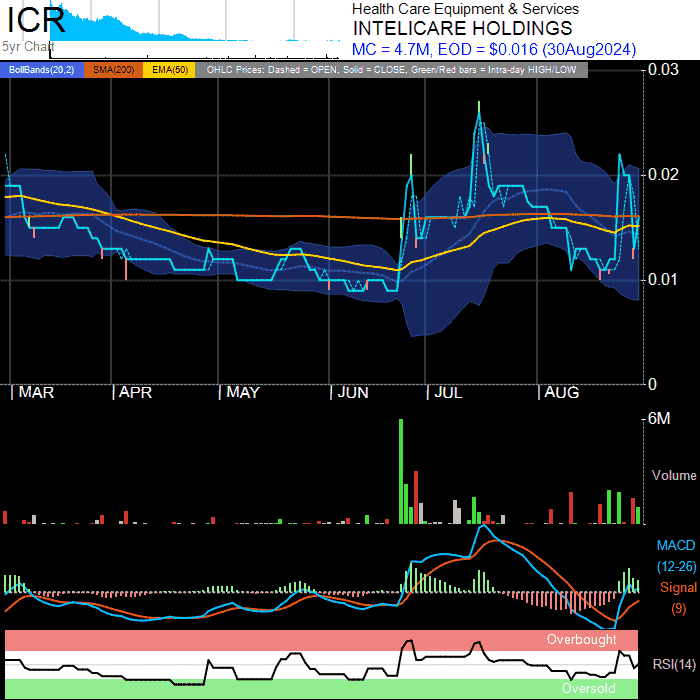 ICR
5yr Chart
Health Care Equipment & Services
INTELICARE HOLDINGS
MC = 4.7M, EOD = $0.016 (30Aug2024)
BollBands(20,2) SMA(200) EMA(50) OHLC Prices: Dashed = OPEN, Solid = CLOSE, Green/Red bars = Intra-day HIGH/LOW
0.03
0.02
0.01
0
MAR APR MAY JUN JUL AUG
6M
Volume
MACD
(12-26)
Signal
(9)
Overbought
RSI(14)
Oversold